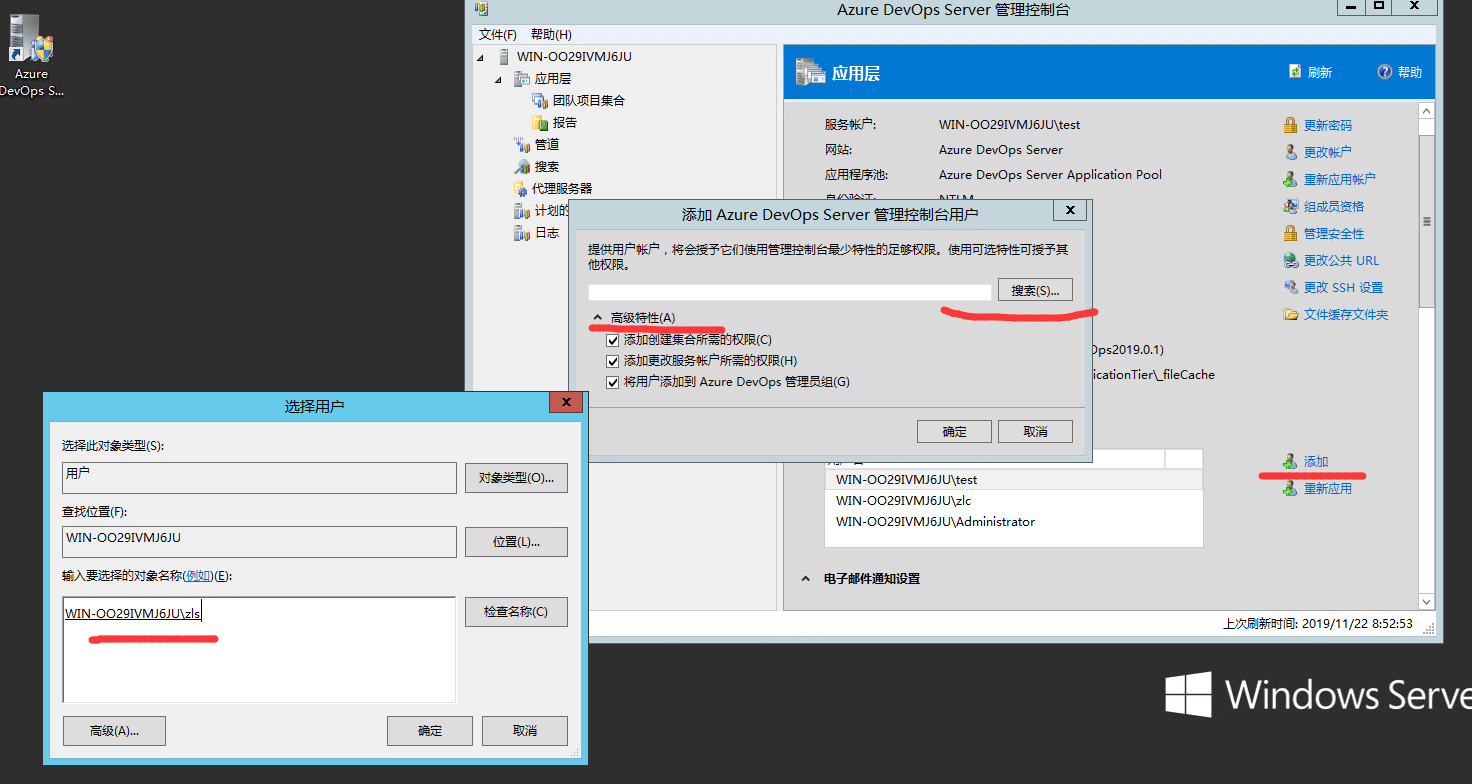 Azure
DevOps S...
Azure DevOps Server 管理控制台
文件(F) 帮助(H)
WIN-OO29IVMJ6JU
应用层
团队项目集合
报告
管道
搜索
代理服务器
计划的
日志
应用层
刷新
帮助
服务帐户: WIN-OO29IVMJ6JU\test
网站: Azure DevOps Server
应用程序池: Azure DevOps Server Application Pool
身份验证: NTLM
更新密码
更改帐户
重新应用帐户
组成员资格
管理安全性
更改公共 URL
更改 SSH 设置
文件缓存文件夹
Ops2019.0.1)
icationTier\_fileCache
添加 Azure DevOps Server 管理控制台用户
提供用户帐户，将会授予它们使用管理控制台最少特性的足够权限。使用可选特性可授予其
他权限。
搜索(S)...
高级特性(A)
添加创建集合所需的权限(C)
添加更改服务帐户所需的权限(H)
将用户添加到 Azure DevOps 管理员组(G)
确定
取消
用户名
WIN-OO29IVMJ6JU\test
WIN-OO29IVMJ6JU\zlc
WIN-OO29IVMJ6JU\Administrator
添加
重新应用
电子邮件通知设置
上次刷新时间: 2019/11/22 8:52:53
选择用户
选择此对象类型(S):
用户
对象类型(O)...
查找位置(F):
WIN-OO29IVMJ6JU
位置(L)...
输入要选择的对象名称(例如)(E):
WIN-OO29IVMJ6JU\zls
检查名称(C)
高级(A)...
确定
取消
Windows Serve